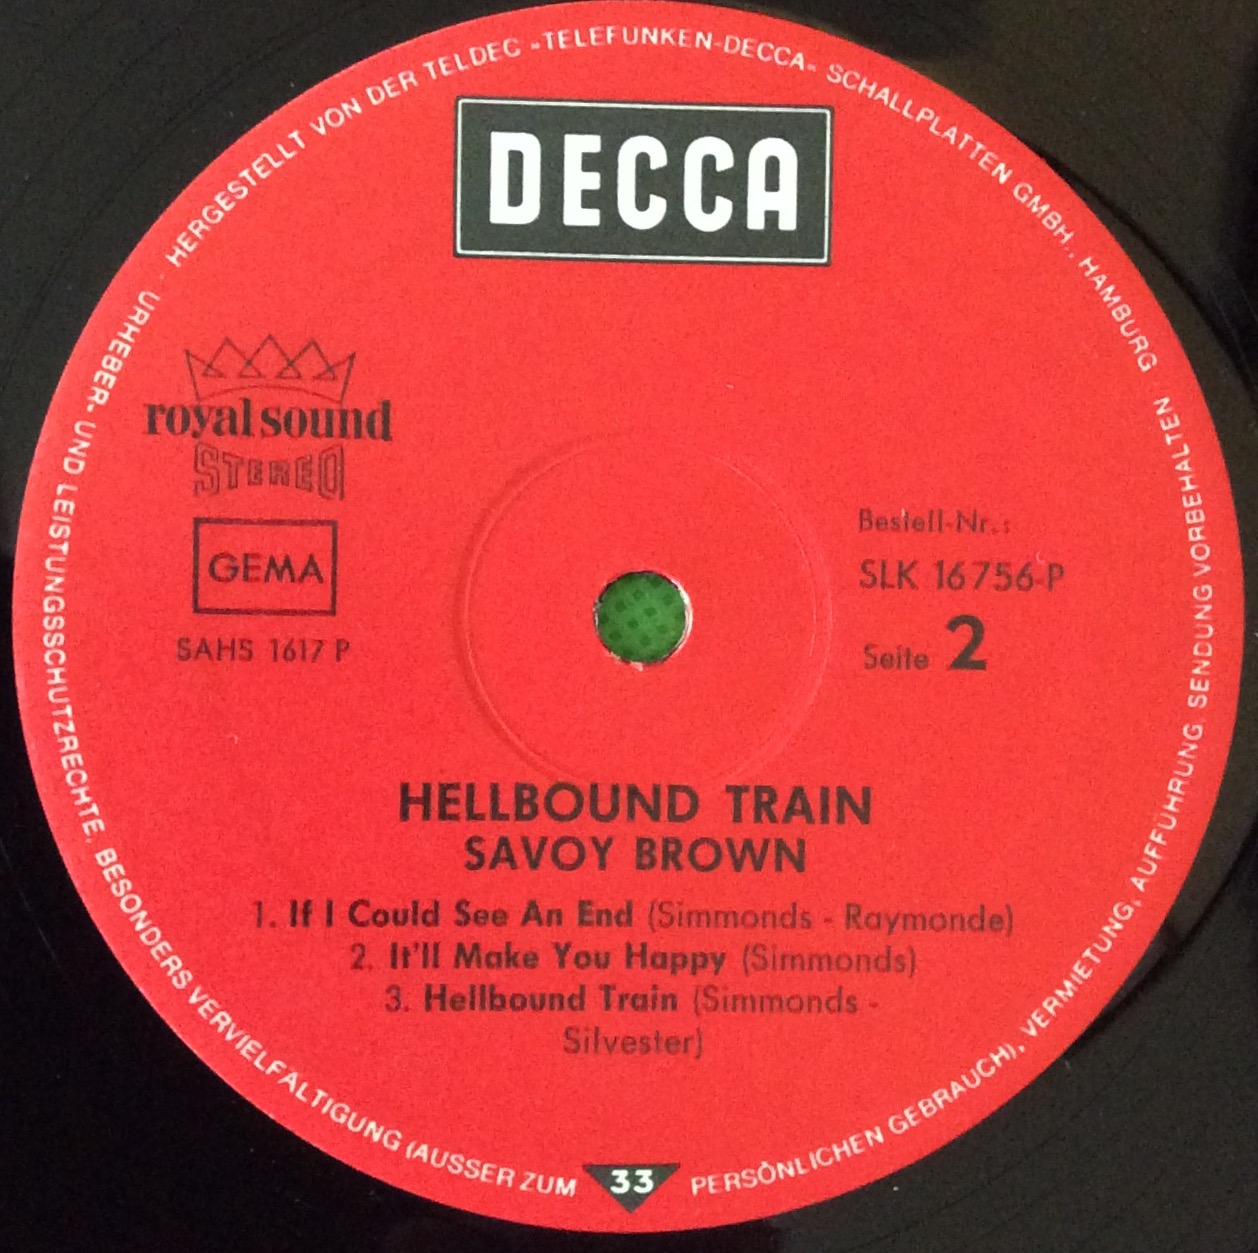 HERGESTELLT VON DER TELDEC »TELEFUNKEN-DECCA« SCHALLPLATTEN GMBH., HAMBURG
DECCA
royal sound
STEREO
GEMA
SAHS 1617 P
Bestell-Nr.:
SLK 16 756-P
Seite 2
HELLBOUND TRAIN
SAVOY BROWN
1. If I Could See An End (Simmonds - Raymonde)
2. It'll Make You Happy (Simmonds)
3. Hellbound Train (Simmonds -
Silvester)
URHEBER- UND LEISTUNGSSCHUTZRECHTE, BESONDERS VERVIELFÄLTIGUNG (AUSSER ZUM PERSÖNLICHEN GEBRAUCH), VERMIETUNG, AUFFÜHRUNG, SENDUNG VORBEHALTEN
33